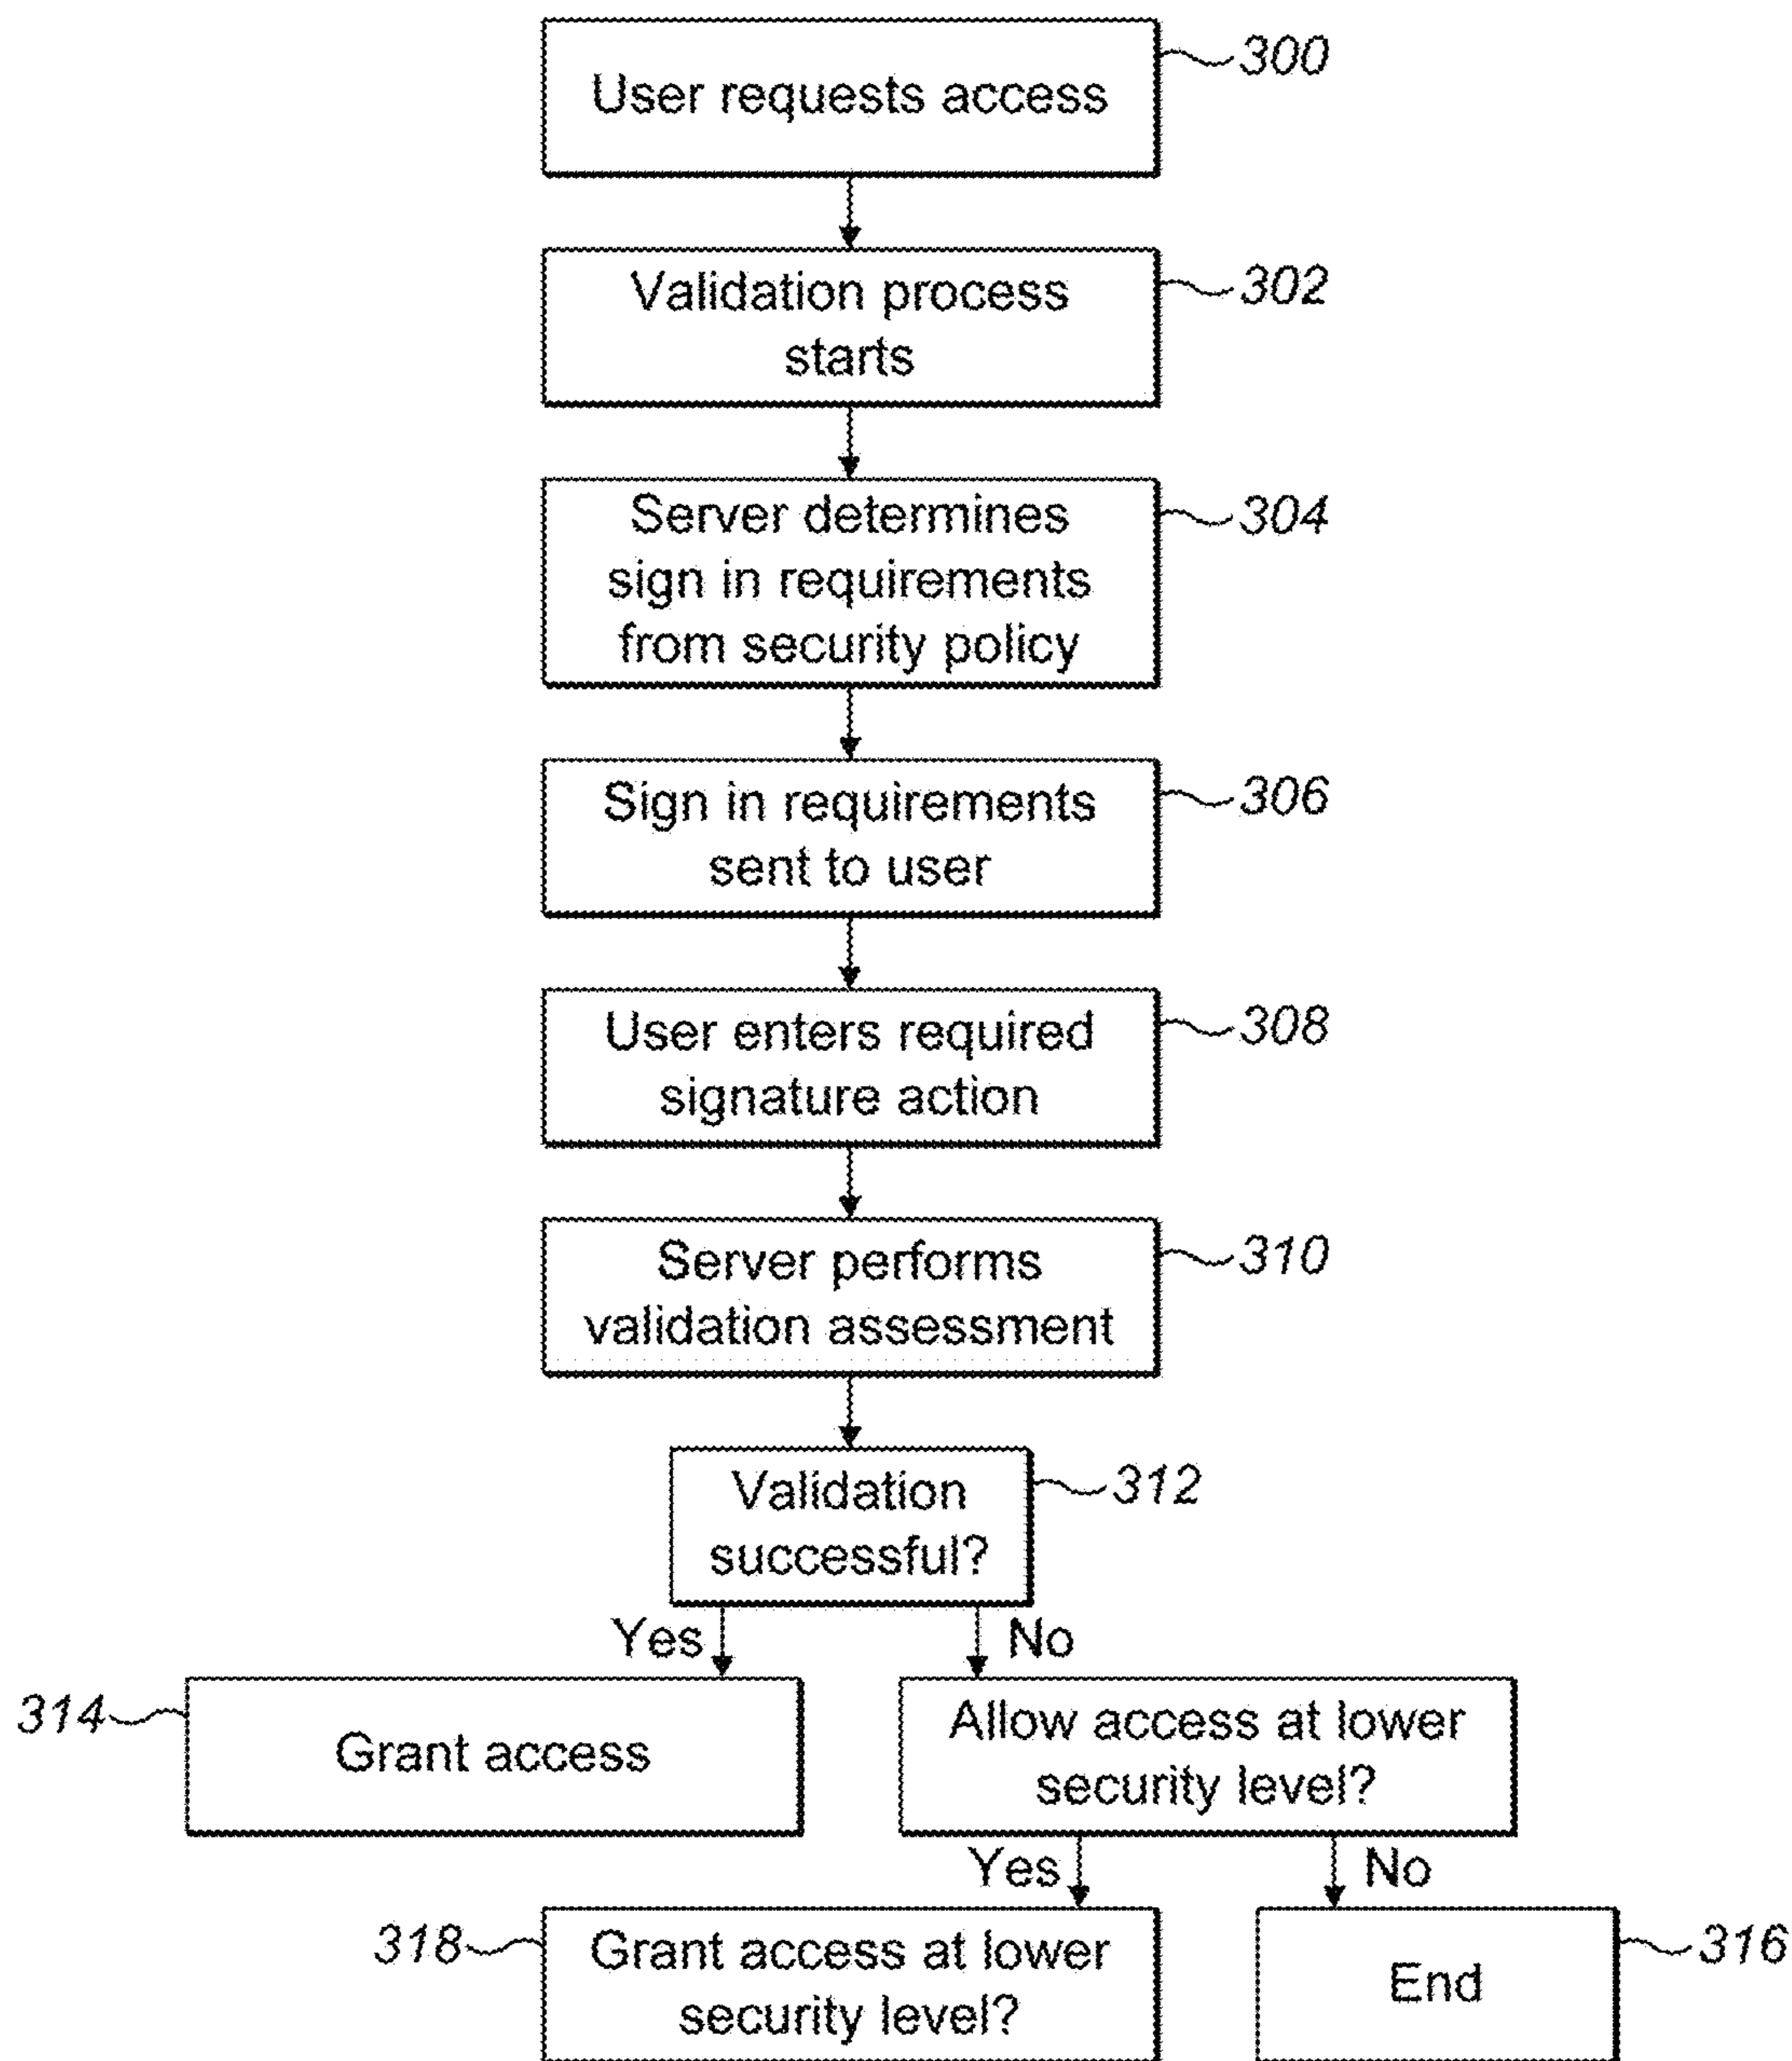 User requests access
300
Validation process
starts
302
Server determines
sign in requirements
from security policy
304
Sign in requirements
sent to user
306
User enters required
signature action
308
Server performs
validation assessment
310
Validation
successful?
312
Yes
No
314
Grant access
Allow access at lower
security level?
Yes
No
318
Grant access at lower
security level?
End
316